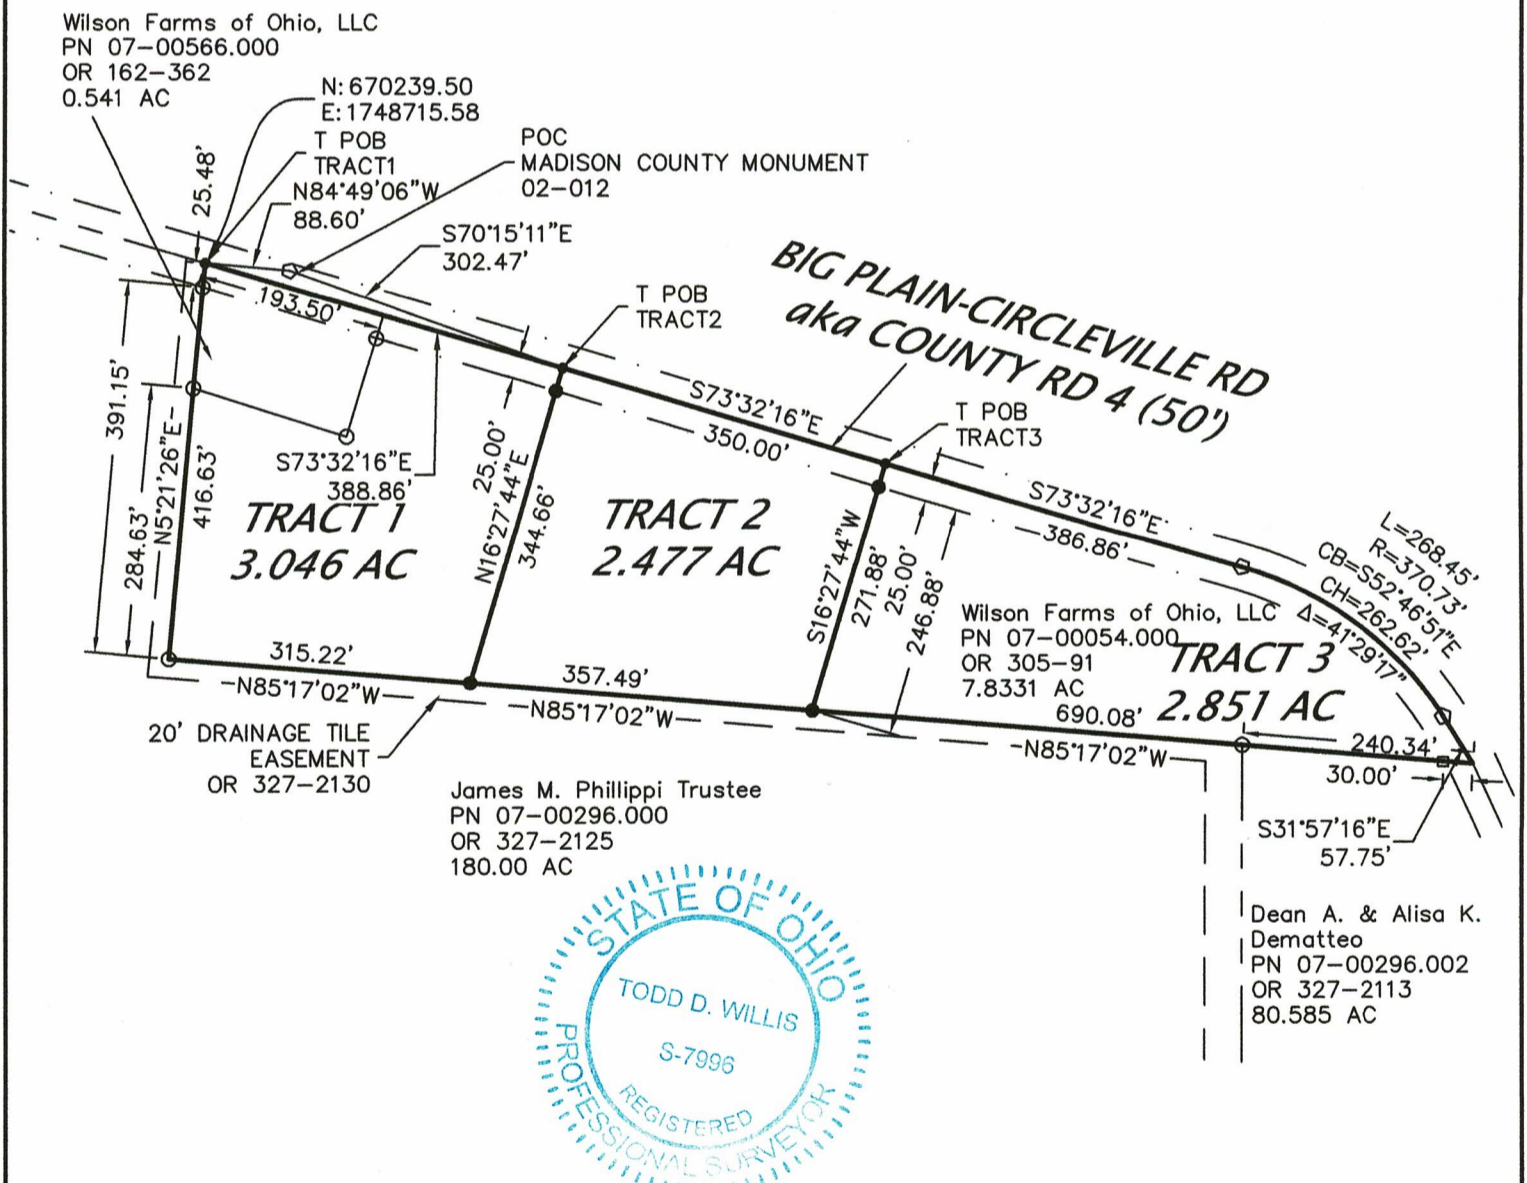 Wilson Farms of Ohio, LLC
PN 07-00566.000
OR 162-362
0.541 AC
N: 670239.50
E: 1748715.58
T POB
TRACT1
N84°49'06"W
88.60'
POC
MADISON COUNTY MONUMENT
02-012
25.48'
S70°15'11"E
302.47'
193.50'
T POB
TRACT2
BIG PLAIN-CIRCLEVILLE RD
aka COUNTY RD 4 (50')
S73°32'16"E
350.00'
T POB
TRACT3
391.15'
284.63'
N5°21'26"E
416.63'
S73°32'16"E
388.86'
TRACT 1
3.046 AC
25.00'
N16°27'44"E
344.66'
TRACT 2
2.477 AC
S16°27'44"W
271.88'
25.00'
246.88'
S73°32'16"E
386.86'
L=268.45'
R=370.73'
CB=S52°46'51"E
CH=262.62'
Δ=41°29'17"
Wilson Farms of Ohio, LLC
PN 07-00054.000
OR 305-91
7.8331 AC
TRACT 3
2.851 AC
315.22'
N85°17'02"W
357.49'
N85°17'02"W
690.08'
N85°17'02"W
240.34'
30.00'
S31°57'16"E
57.75'
20' DRAINAGE TILE
EASEMENT
OR 327-2130
James M. Phillippi Trustee
PN 07-00296.000
OR 327-2125
180.00 AC
Dean A. & Alisa K.
Dematteo
PN 07-00296.002
OR 327-2113
80.585 AC
STATE OF OHIO
TODD D. WILLIS
S-7996
REGISTERED
PROFESSIONAL SURVEYOR